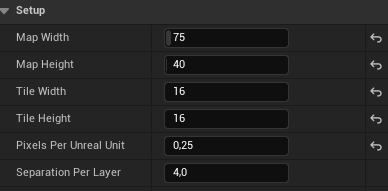 Setup
Map Width 75
Map Height 40
Tile Width 16
Tile Height 16
Pixels Per Unreal Unit 0,25
Separation Per Layer 4,0